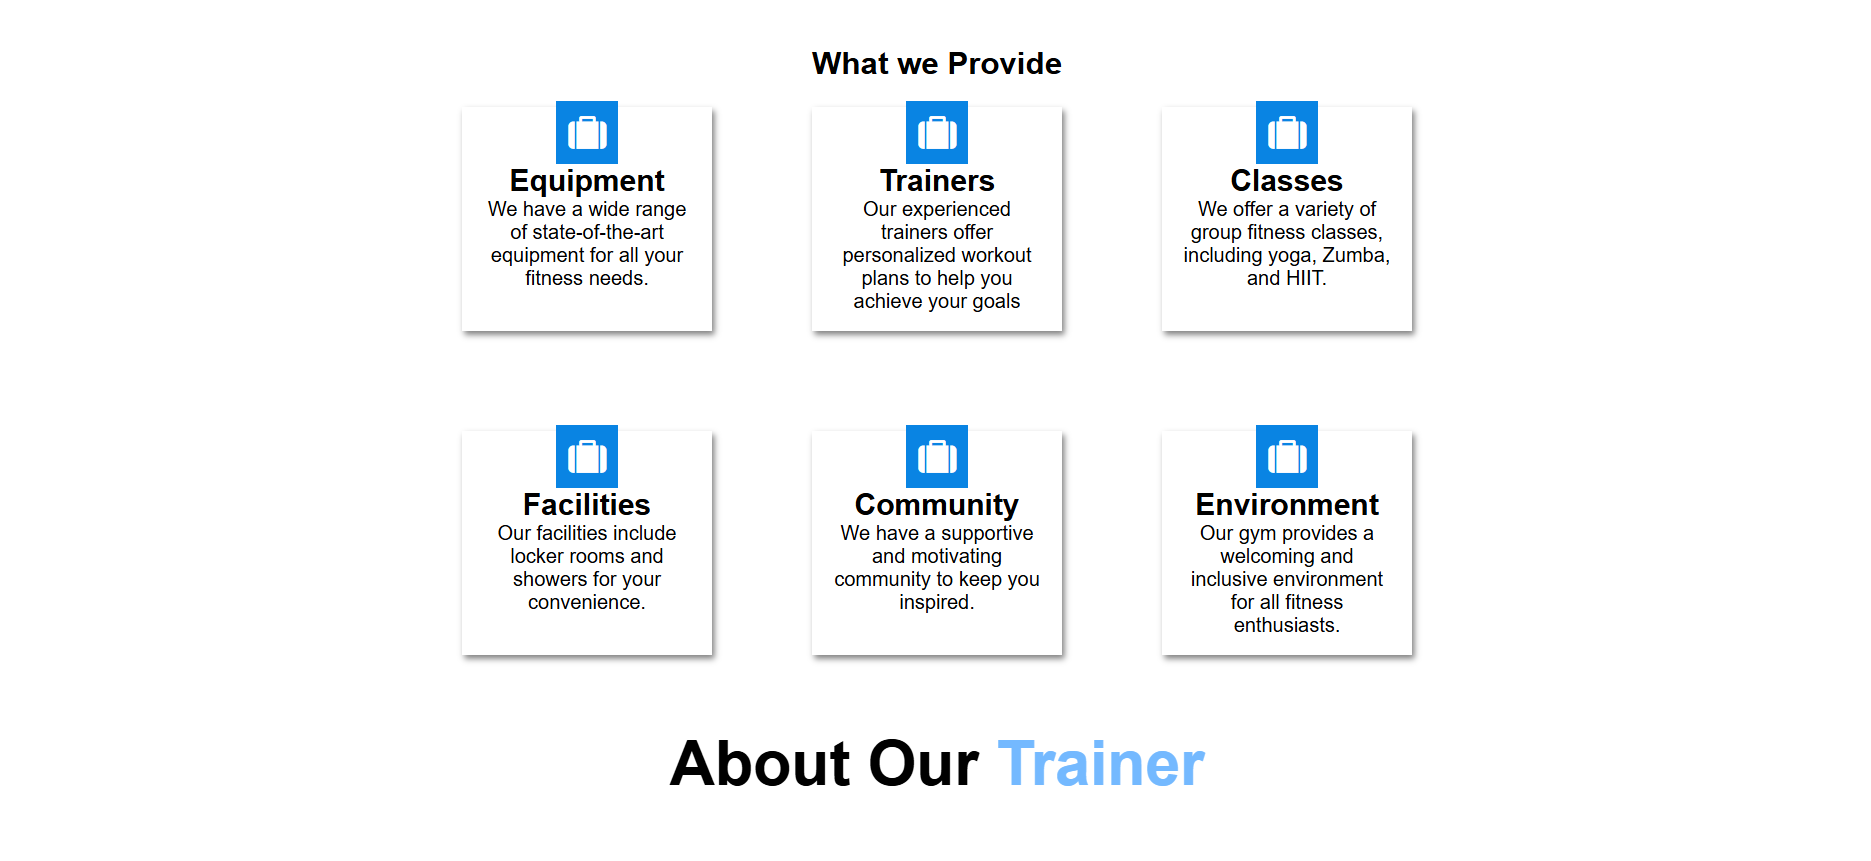 What we Provide
Equipment
We have a wide range
of state-of-the-art
equipment for all your
fitness needs.
Trainers
Our experienced
trainers offer
personalized workout
plans to help you
achieve your goals
Classes
We offer a variety of
group fitness classes,
including yoga, Zumba,
and HIIT.
Facilities
Our facilities include
locker rooms and
showers for your
convenience.
Community
We have a supportive
and motivating
community to keep you
inspired.
Environment
Our gym provides a
welcoming and
inclusive environment
for all fitness
enthusiasts.
About Our Trainer